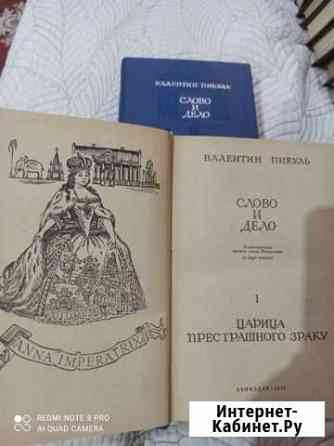 ВАЛЕНТИН ПИКУЛЬ
СЛОВО
И
ДЕЛО
ВАЛЕНТИН ПИКУЛЬ
СЛОВО
И
ДЕЛО
1
ЦАРИЦА
ПРЕСТРАШНОГО ЗРАКУ
ANNA IMPERATRIX
REDMI NOTE 8 PRO
AI QUAD CAMERA
Интернет-
Кабинет.Ру